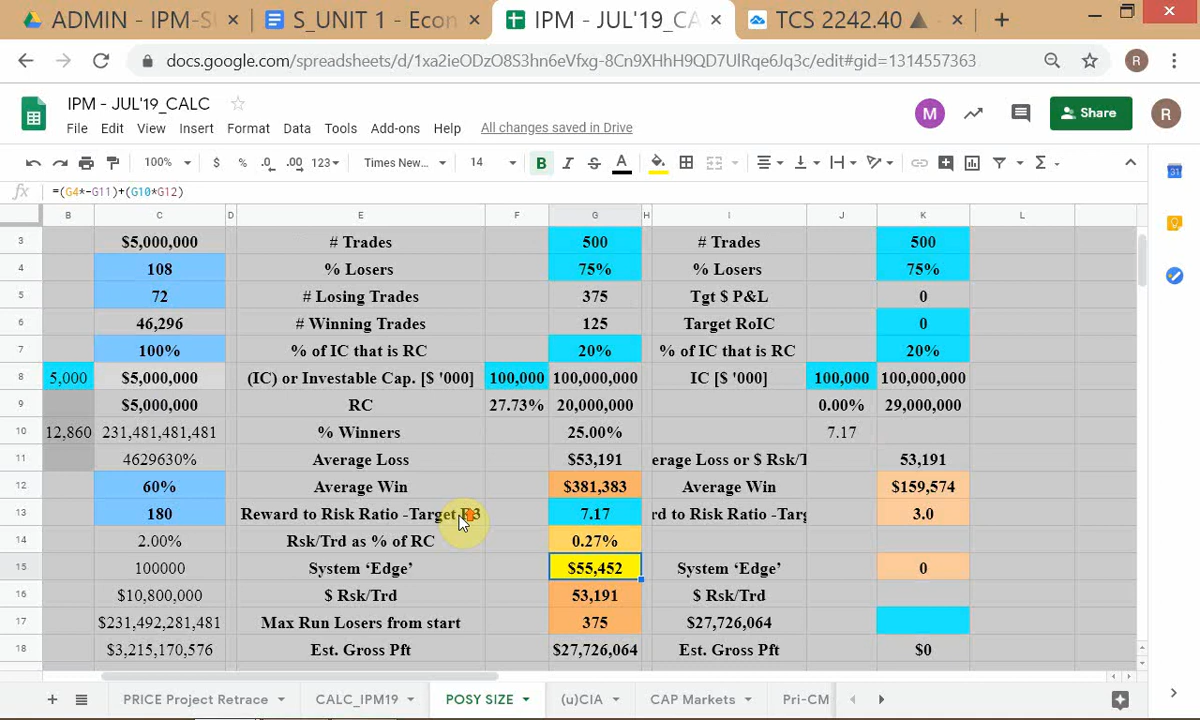 ADMIN - IPM-S
S_UNIT 1 - Econ
IPM - JUL'19_CA
TCS 2242.40
docs.google.com/spreadsheets/d/1xa2ieODzO8S3hn6eVfxg-8Cn9XHhH9QD7UlRqe6Jq3c/edit#gid=1314557363
R
IPM - JUL'19_CALC
File Edit View Insert Format Data Tools Add-ons Help All changes saved in Drive
M
Share
R
100% $ % .0 .00 123 Times New... 14 B I S A
31
fx =(G4*-G11)+(G10*G12)
B C D E F G H I J K L
3 $5,000,000 # Trades 500 # Trades 500
4 108 % Losers 75% % Losers 75%
5 72 # Losing Trades 375 Tgt $ P&L 0
6 46,296 # Winning Trades 125 Target RoIC 0
7 100% % of IC that is RC 20% % of IC that is RC 20%
8 5,000 $5,000,000 (IC) or Investable Cap. [$ '000] 100,000 100,000,000 IC [$ '000] 100,000 100,000,000
9 $5,000,000 RC 27.73% 20,000,000 0.00% 29,000,000
10 12,860 231,481,481,481 % Winners 25.00% 7.17
11 4629630% Average Loss $53,191 erage Loss or $ Rsk/T 53,191
12 60% Average Win $381,383 Average Win $159,574
13 180 Reward to Risk Ratio -Target 3 7.17 rd to Risk Ratio -Targ 3.0
14 2.00% Rsk/Trd as % of RC 0.27%
15 100000 System ‘Edge’ $55,452 System ‘Edge’ 0
16 $10,800,000 $ Rsk/Trd 53,191 $ Rsk/Trd
17 $231,492,281,481 Max Run Losers from start 375 $27,726,064
18 $3,215,170,576 Est. Gross Pft $27,726,064 Est. Gross Pft $0
PRICE Project Retrace CALC_IPM19 POSY SIZE (u)CIA CAP Markets Pri-CM